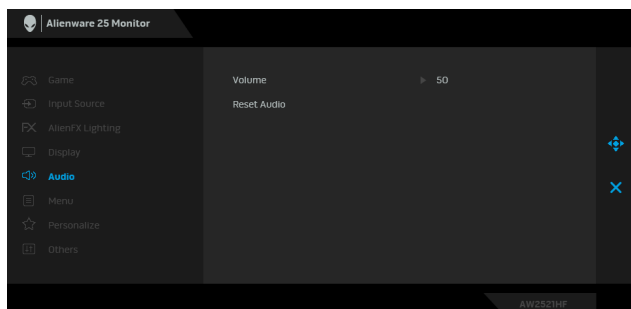 Alienware 25 Monitor
Game
Input Source
AlienFX Lighting
Display
Audio
Menu
Personalize
Others
Volume 50
Reset Audio
AW2521HF